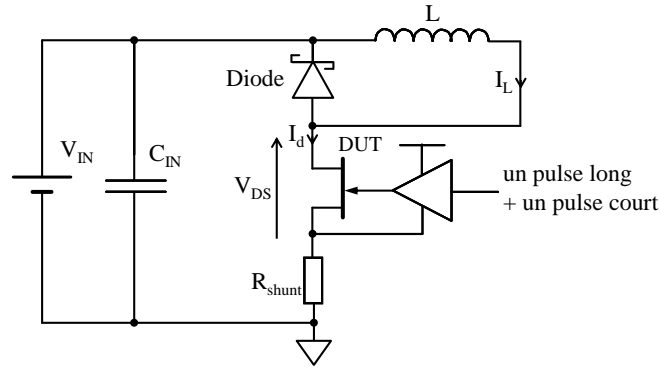 L
Diode
I_L
I_d
DUT
V_IN
C_IN
V_DS
un pulse long
+ un pulse court
R_shunt